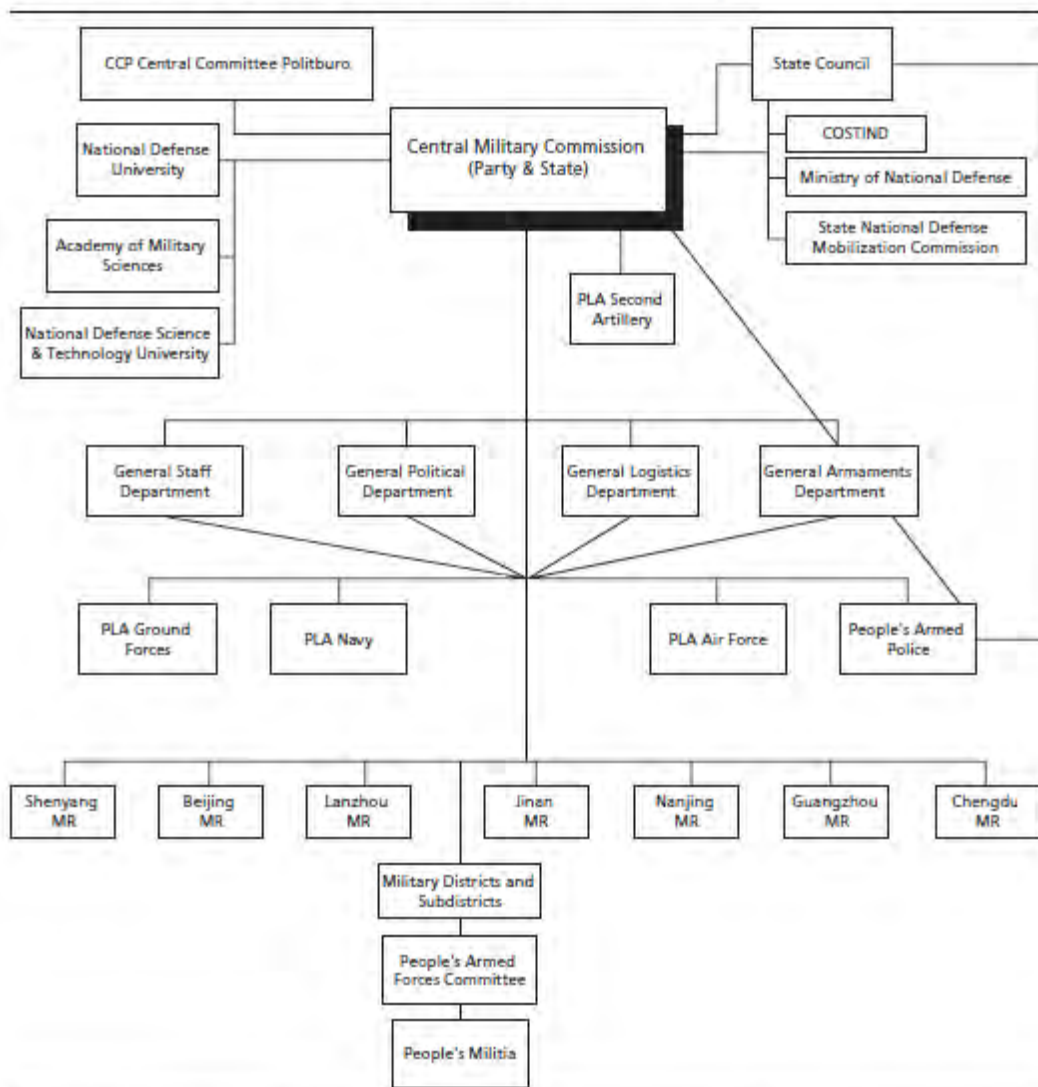 CCP Central Committee Politburo.
State Council
Central Military Commission
(Party & State)
COSTIND
National Defense
University
Ministry of National Defense
Academy of Military
Sciences
State National Defense
Mobilization Commission
PLA Second
Artillery
National Defense Science
& Technology University
General Staff
Department
General Political
Department
General Logistics
Department
General Armaments
Department
PLA Ground
Forces
PLA Navy
PLA Air Force
People's Armed
Police
Shenyang
MR
Beijing
MR
Lanzhou
MR
Jinan
MR
Nanjing
MR
Guangzhou
MR
Chengdu
MR
Military Districts and
Subdistricts
People's Armed
Forces Committee
People's Militia